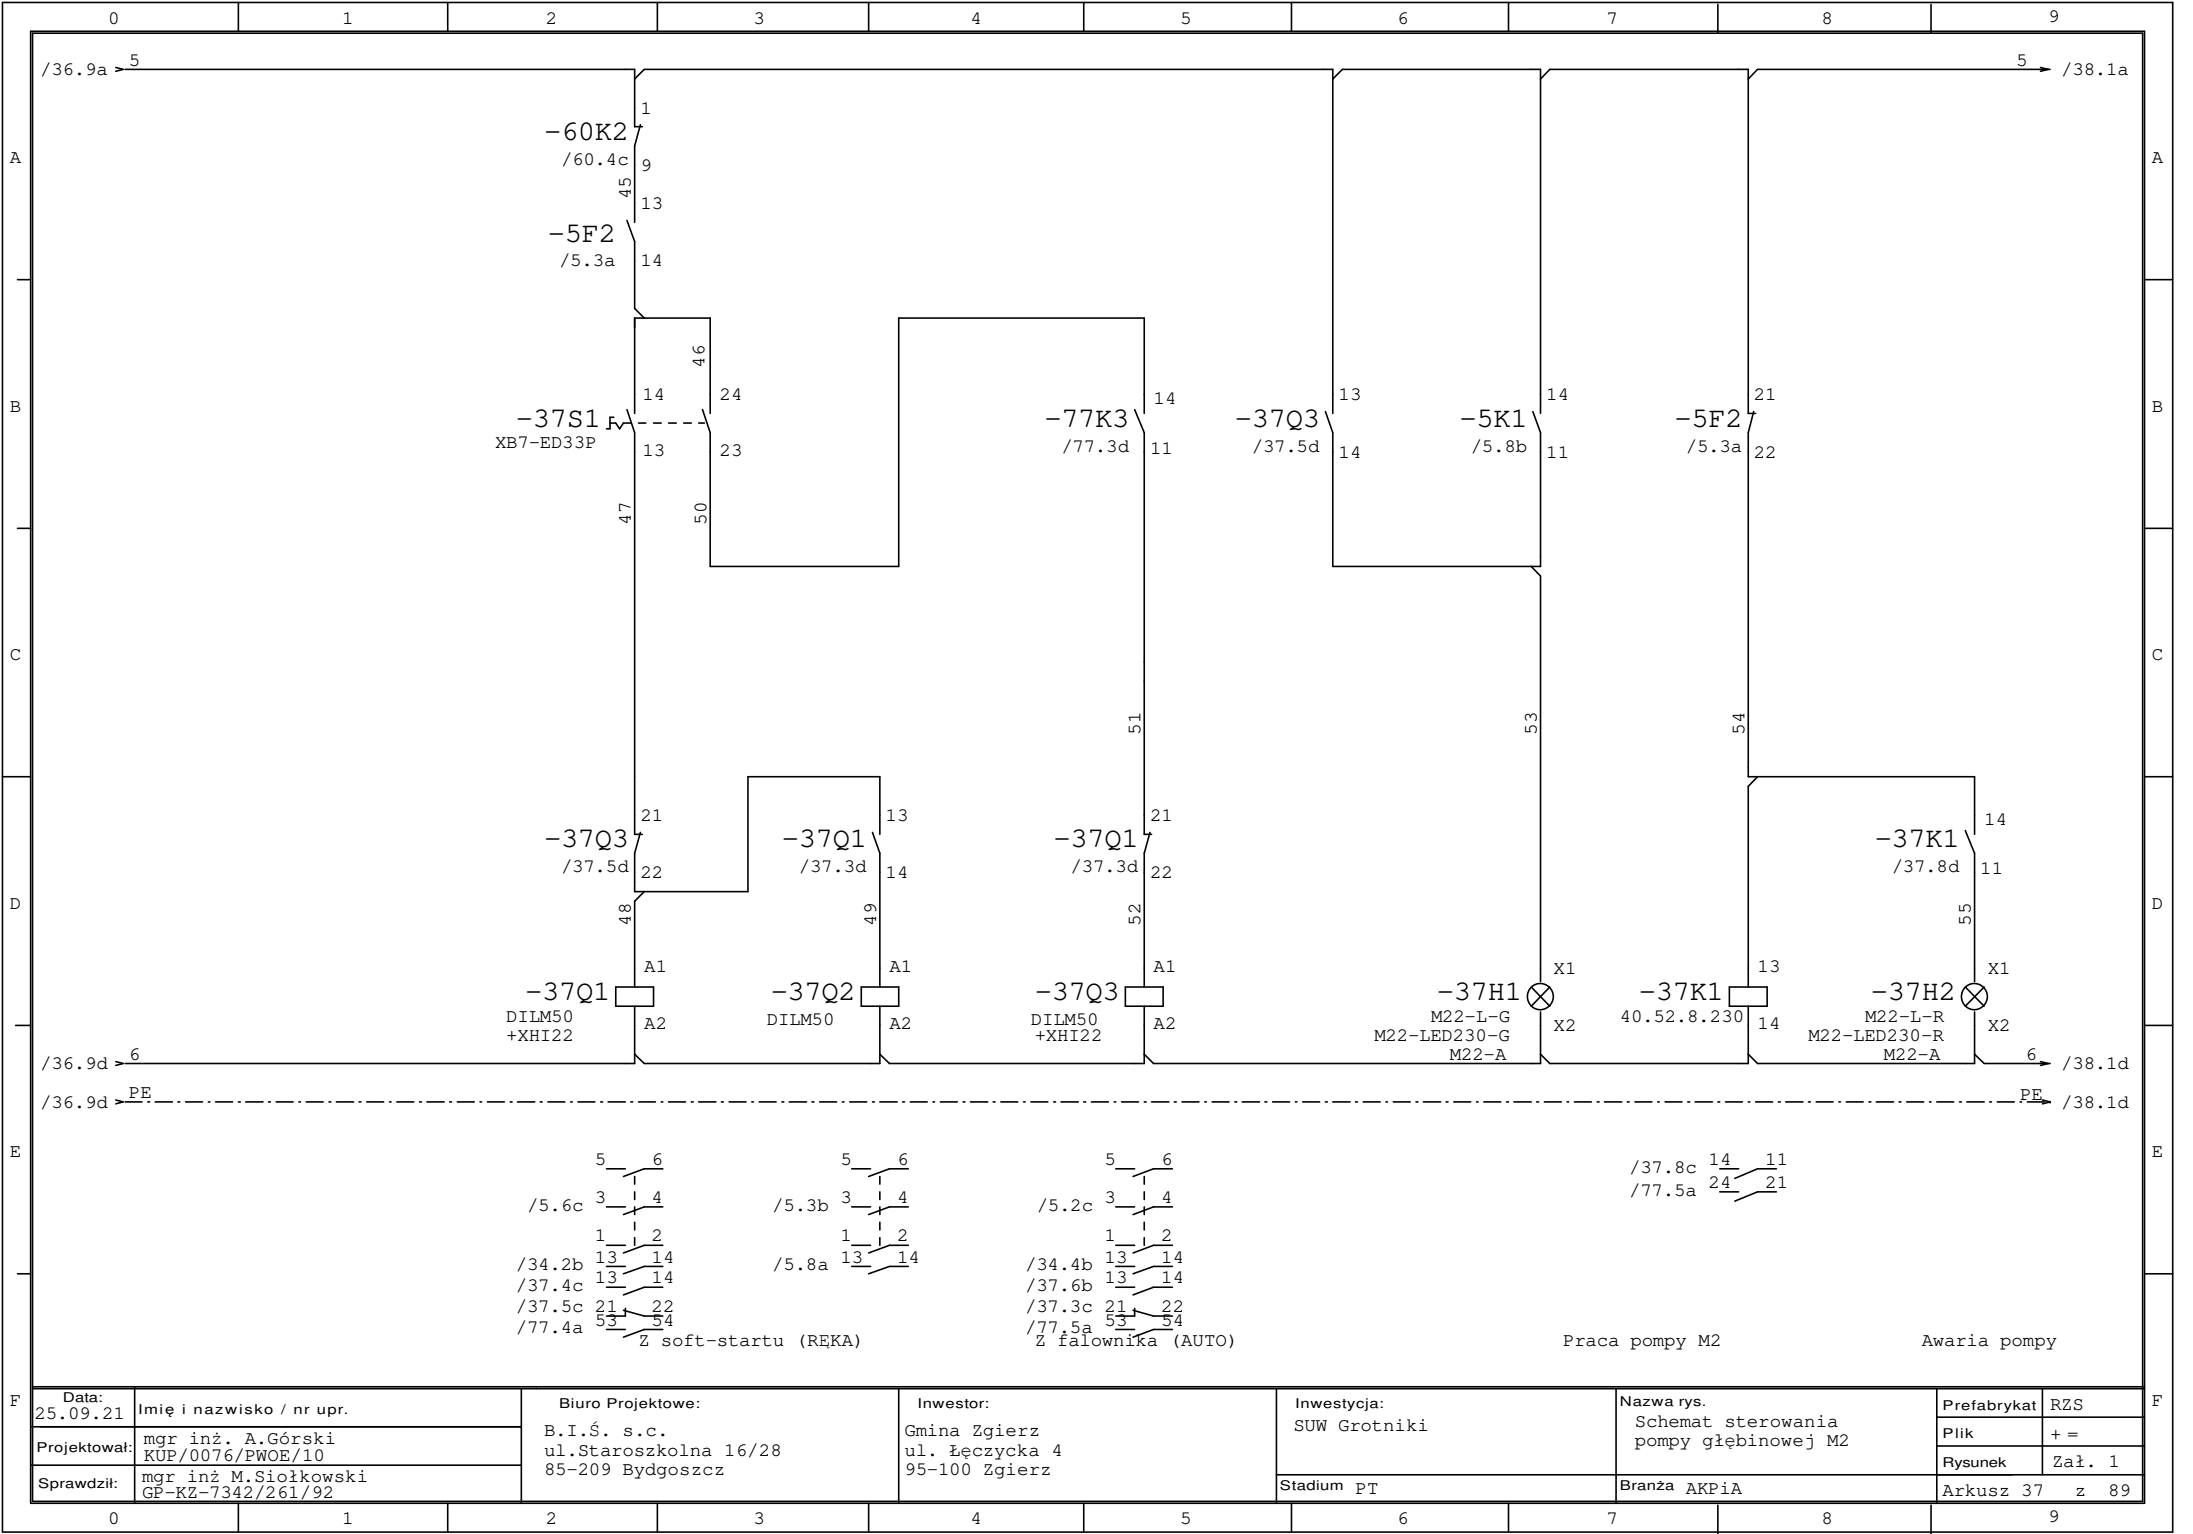 0 1 2 3 4 5 6 7 8 9
/36.9a 5 5 /38.1a
1
-60K2
/60.4c 9
A A
45
13
-5F2
/5.3a 14
46
14 24 14 13 14 21
B B
-37S1 -77K3 -37Q3 -5K1 -5F2
XB7-ED33P /77.3d /37.5d /5.8b /5.3a
13 23 11 14 11 22
47 50
C C
51 53 54
21 13 21 14
-37Q3 -37Q1 -37Q1 -37K1
/37.5d /37.3d /37.3d /37.8d
22 14 22 11
D D
48 49 52 55
A1 A1 A1 X1 13 X1
-37Q1 -37Q2 -37Q3 -37H1 -37K1 -37H2
DILM50 DILM50 DILM50 M22-L-G 40.52.8.230 M22-L-R
A2 A2 A2 X2 14 X2
+XHI22 +XHI22 M22-LED230-G M22-LED230-R
M22-A M22-A
/36.9d 6 6 /38.1d
/36.9d PE PE /38.1d
E E
5 6 5 6 5 6 /37.8c 14 11
/77.5a 24 21
/5.6c 3 4 /5.3b 3 4 /5.2c 3 4
1 2 1 2 1 2
/34.2b 13 14 /5.8a 13 14 /34.4b 13 14
/37.4c 13 14 /37.6b 13 14
/37.5c 21 22 /37.3c 21 22
/77.4a 53 54 /77.5a 53 54
Z soft-startu (RĘKA) Z falownika (AUTO) Praca pompy M2 Awaria pompy
F F
Data:
25.09.21
Imię i nazwisko / nr upr.
Projektował:
mgr inż. A.Górski
KUP/0076/PWOE/10
Sprawdził:
mgr inż M.Siołkowski
GP-KZ-7342/261/92
Biuro Projektowe:
B.I.Ś. s.c.
ul.Staroszkolna 16/28
85-209 Bydgoszcz
Inwestor:
Gmina Zgierz
ul. Łęczycka 4
95-100 Zgierz
Inwestycja:
SUW Grotniki
Stadium PT
Nazwa rys.
Schemat sterowania
pompy głębinowej M2
Branża AKPiA
Prefabrykat RZS
Plik + =
Rysunek Zał. 1
Arkusz 37 z 89
0 1 2 3 4 5 6 7 8 9